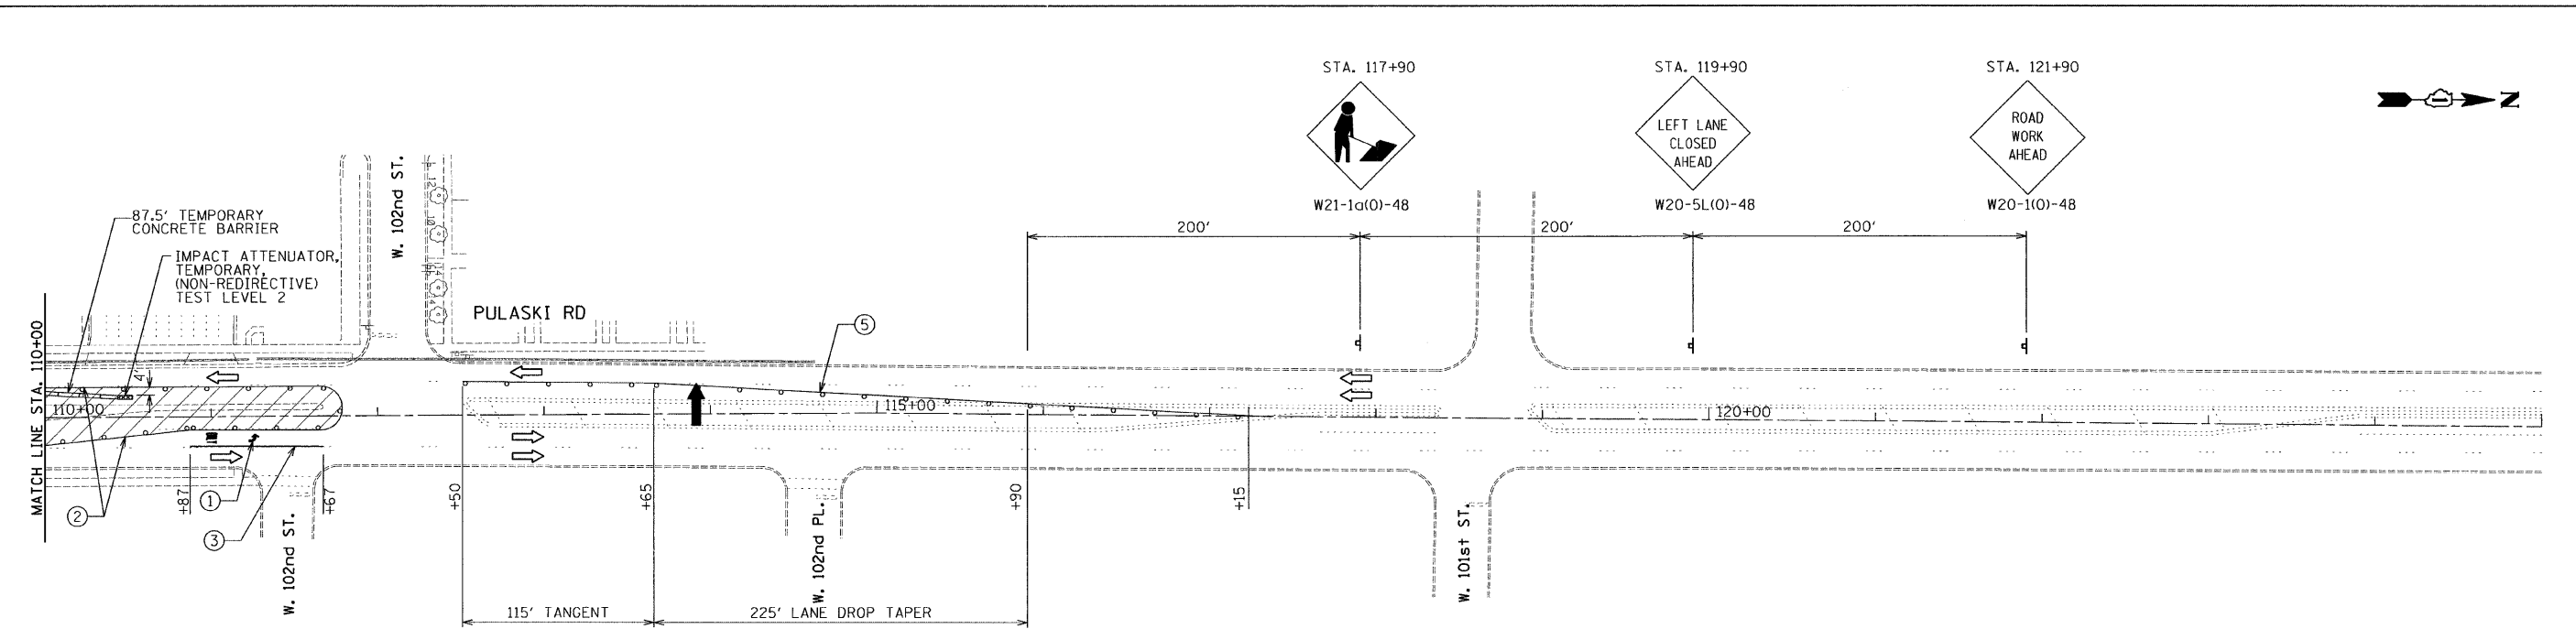 STA. 117+90
STA. 119+90
STA. 121+90
LEFT LANE
CLOSED
AHEAD
ROAD
WORK
AHEAD
N
W21-1a(O)-48
W20-5L(O)-48
W20-1(O)-48
200'
200'
200'
87.5' TEMPORARY
CONCRETE BARRIER
IMPACT ATTENUATOR,
TEMPORARY,
(NON-REDIRECTIVE)
TEST LEVEL 2
W. 102nd ST.
PULASKI RD
5
MATCH LINE STA. 110+00
4'
110+00
115+00
120+00
+87
1
+67
2
3
W. 102nd ST.
+50
+65
W. 102nd PL.
+90
+15
W. 101st ST.
115' TANGENT
225' LANE DROP TAPER